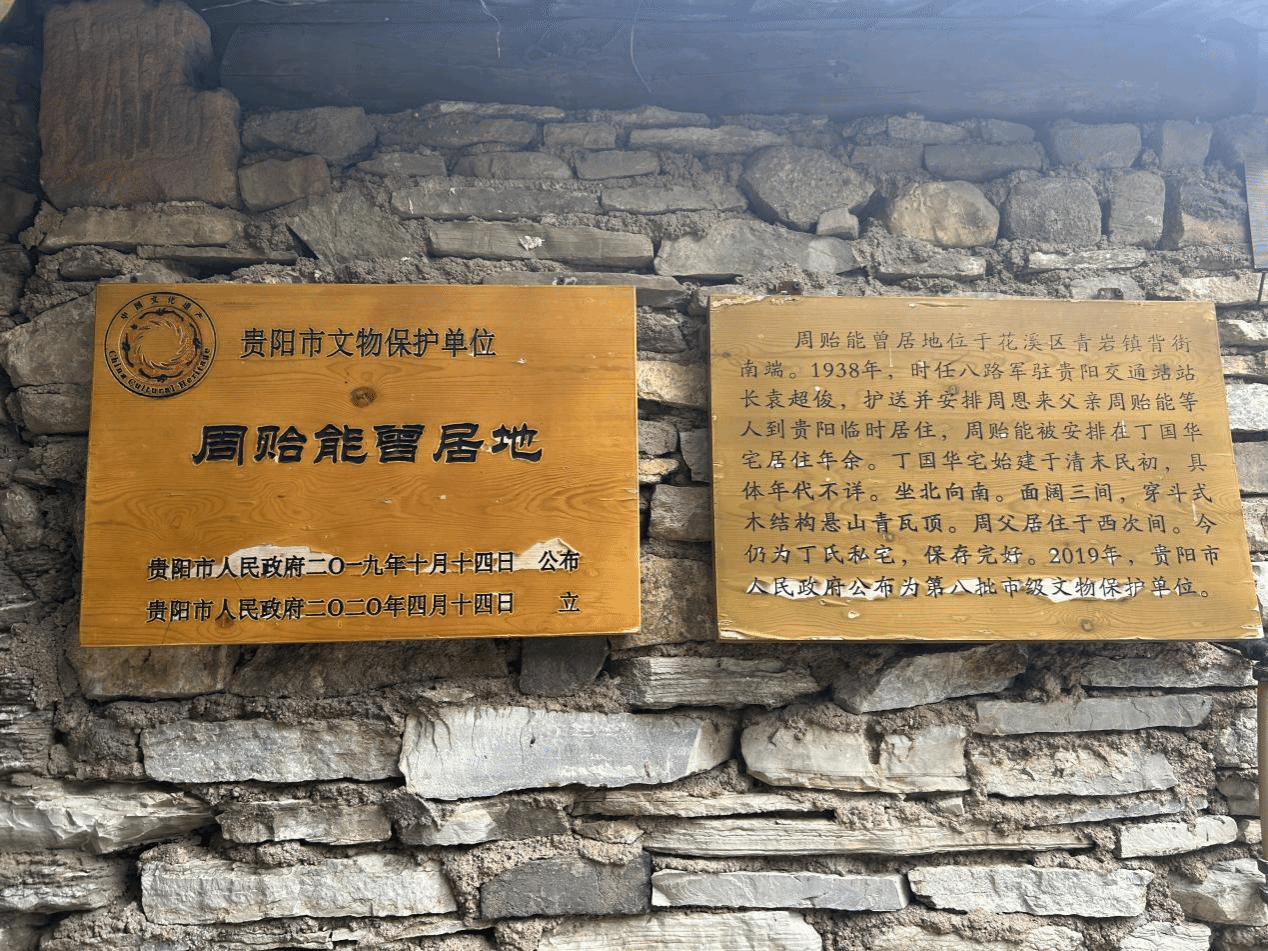 中国文化遗产
China Cultural Heritage
贵阳市文物保护单位
周贻能曾居地
贵阳市人民政府二〇一九年十月十四日 公布
贵阳市人民政府二〇二〇年四月十四日 立
周贻能曾居地位于花溪区青岩镇背街
南端。1938年，时任八路军驻贵阳交通站站
长袁超俊，护送并安排周恩来父亲周贻能等
人到贵阳临时居住，周贻能被安排在丁国华
宅居住年余。丁国华宅始建于清末民初，具
体年代不详。坐北向南。面阔三间，穿斗式
木结构悬山青瓦顶。周父居住于西次间。今
仍为丁氏私宅，保存完好。2019年，贵阳市
人民政府公布为第八批市级文物保护单位。